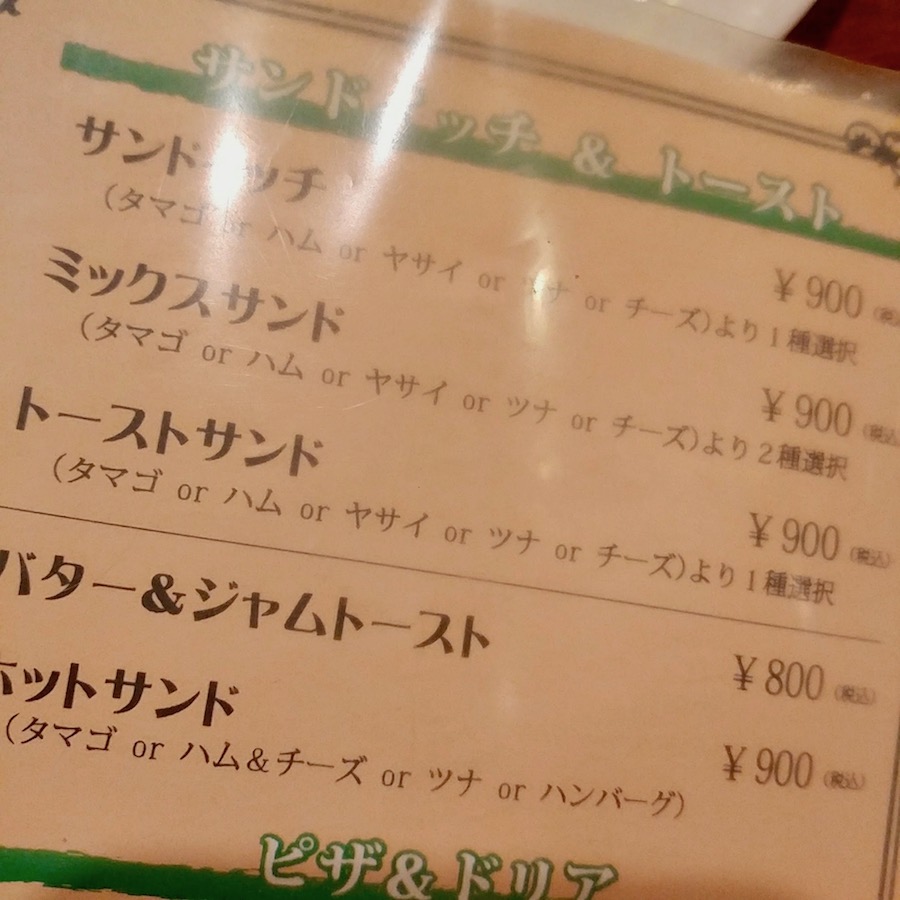 サンドイッチ & トースト
サンドイッチ ¥900
(タマゴ or ハム or ヤサイ or ツナ or チーズ)より1種選択
ミックスサンド ¥900 (税込)
(タマゴ or ハム or ヤサイ or ツナ or チーズ)より2種選択
トーストサンド ¥900 (税込)
(タマゴ or ハム or ヤサイ or ツナ or チーズ)より1種選択
バター&ジャムトースト ¥800 (税込)
ホットサンド ¥900 (税込)
(タマゴ or ハム&チーズ or ツナ or ハンバーグ)
ピザ&ドリア